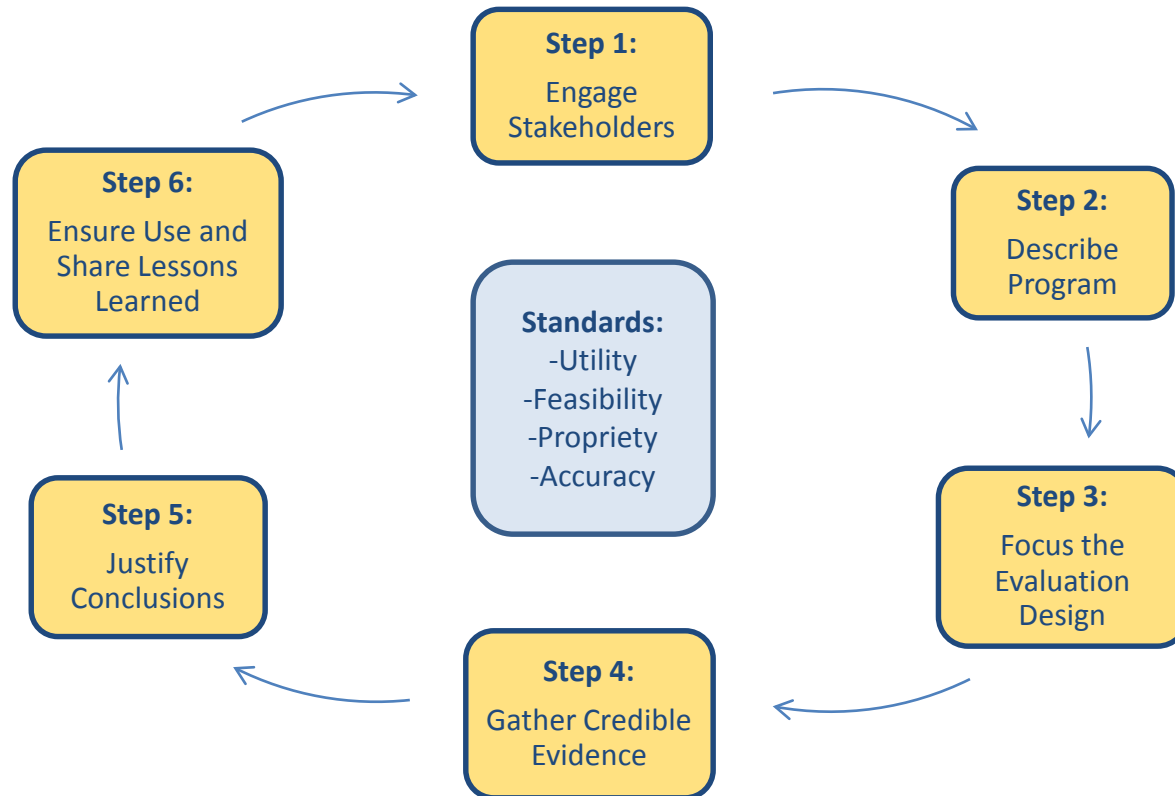 Step 1:
Engage
Stakeholders
Step 2:
Describe
Program
Step 3:
Focus the
Evaluation
Design
Step 4:
Gather Credible
Evidence
Step 5:
Justify
Conclusions
Step 6:
Ensure Use and
Share Lessons
Learned
Standards:
-Utility
-Feasibility
-Propriety
-Accuracy